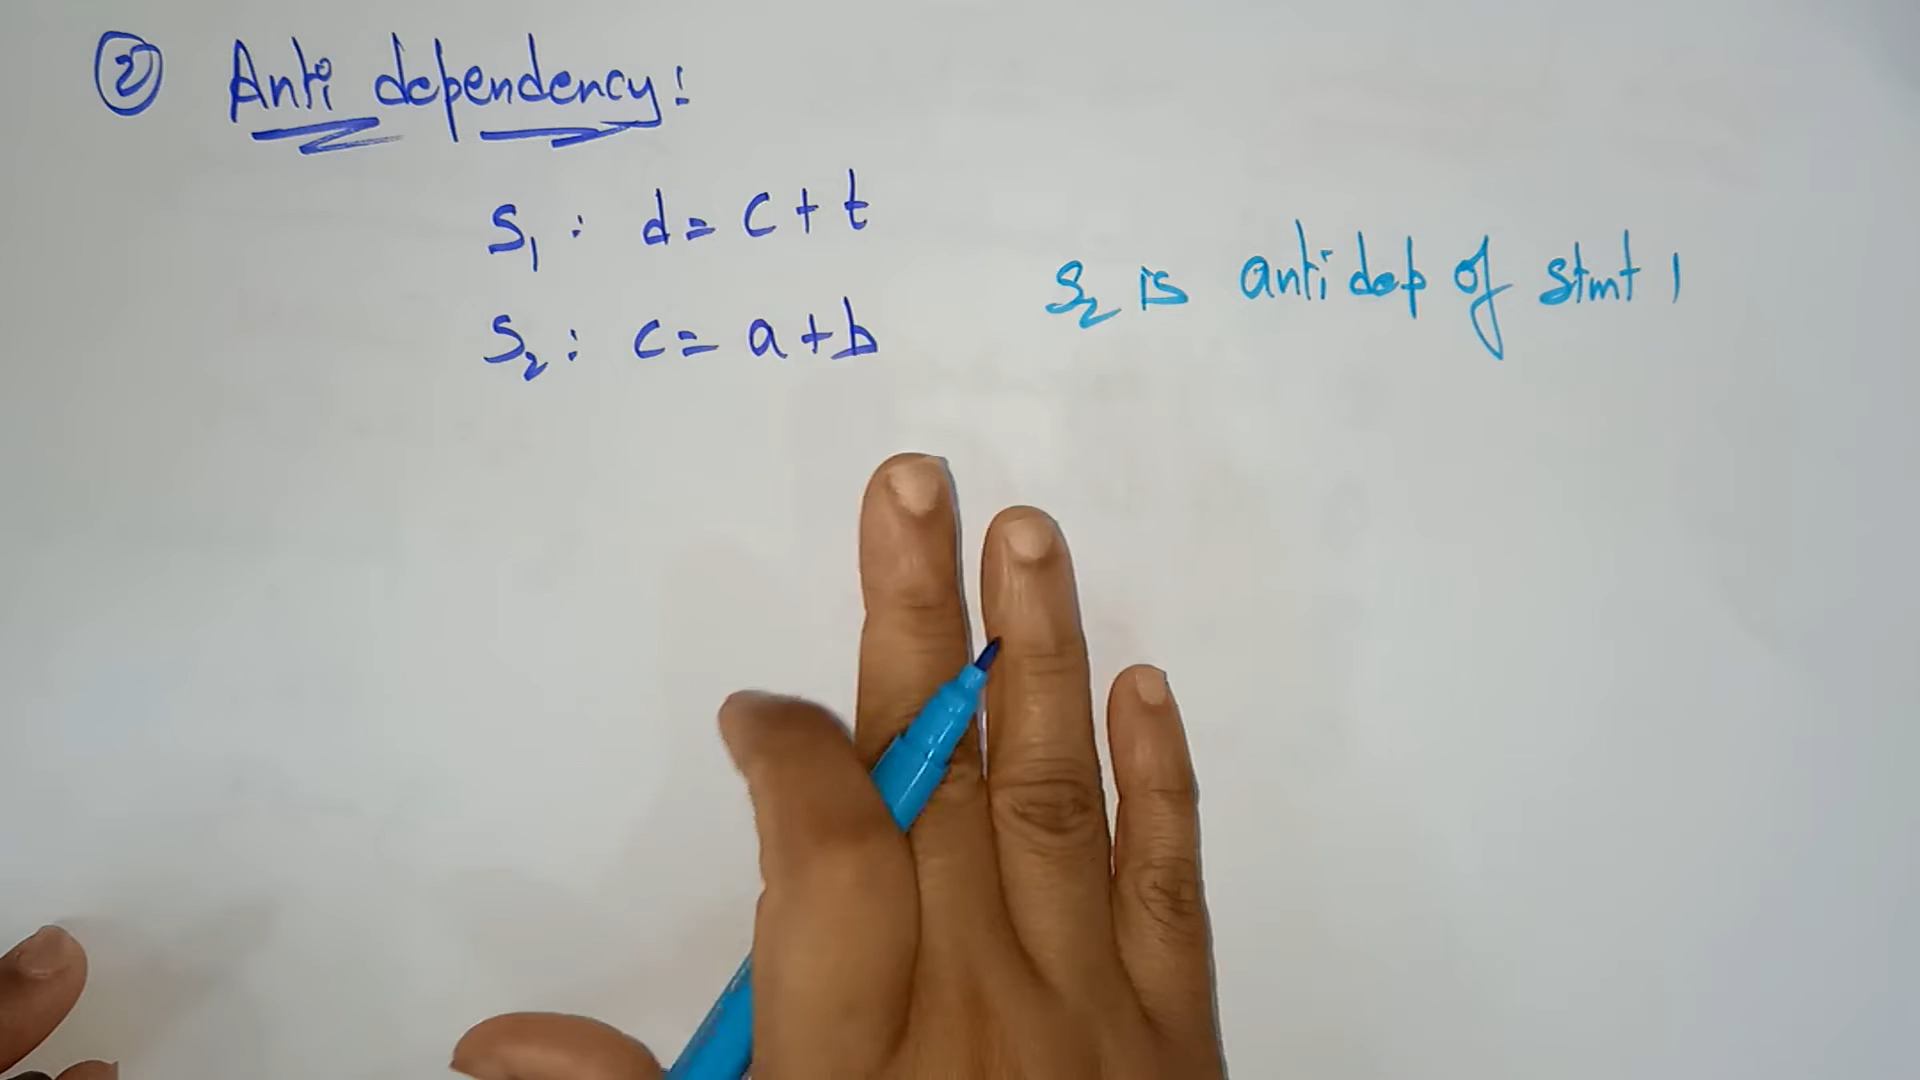 ② Anti dependency:
S₁ : d = c + t
S₂ : c = a + b
S₂ is anti dep of stmt 1